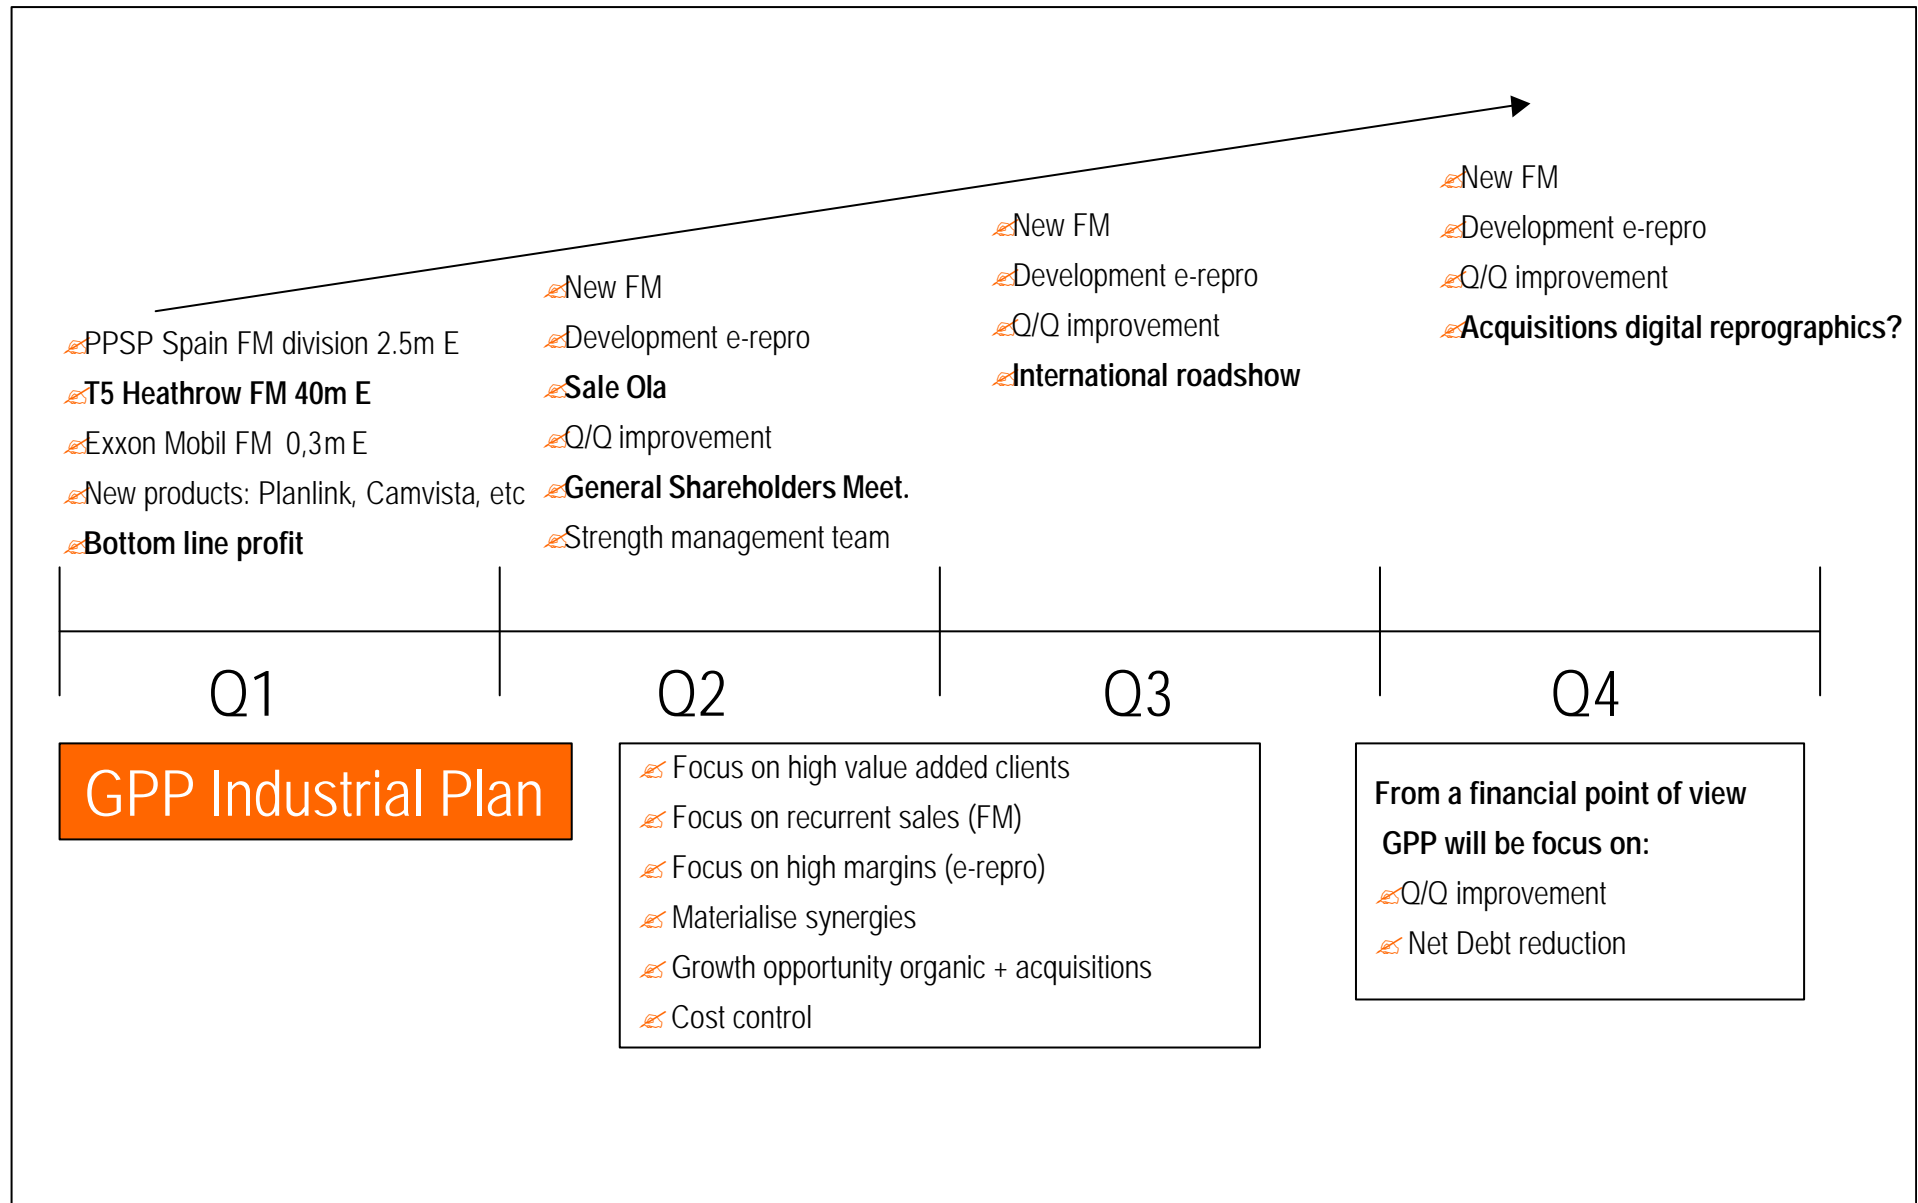 PPSP Spain FM division 2.5m E
T5 Heathrow FM 40m E
Exxon Mobil FM 0,3m E
New products: Planlink, Camvista, etc
Bottom line profit
New FM
Development e-repro
Sale Ola
Q/Q improvement
General Shareholders Meet.
Strength management team
New FM
Development e-repro
Q/Q improvement
International roadshow
New FM
Development e-repro
Q/Q improvement
Acquisitions digital reprographics?
Q1
Q2
Q3
Q4
GPP Industrial Plan
Focus on high value added clients
Focus on recurrent sales (FM)
Focus on high margins (e-repro)
Materialise synergies
Growth opportunity organic + acquisitions
Cost control
From a financial point of view
GPP will be focus on:
Q/Q improvement
Net Debt reduction